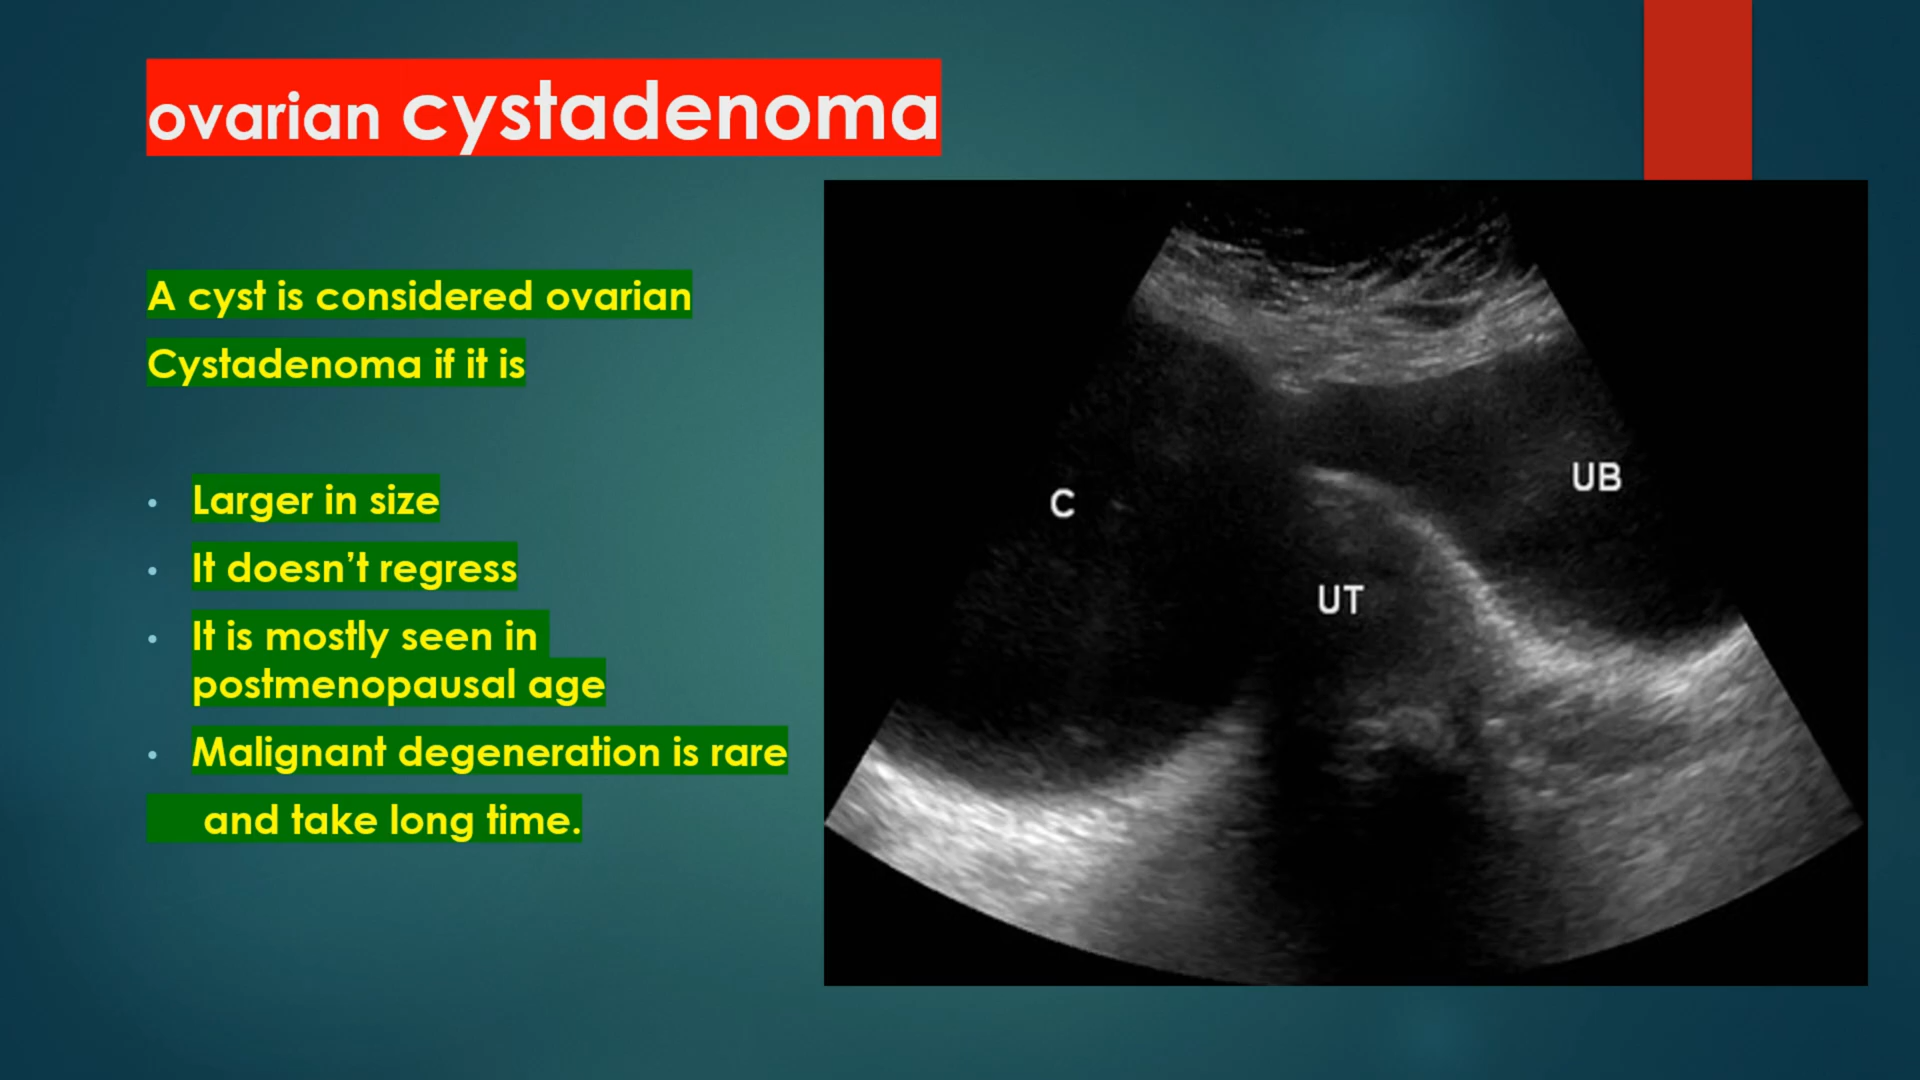 ovarian cystadenoma
A cyst is considered ovarian
Cystadenoma if it is
• Larger in size
• It doesn’t regress
• It is mostly seen in
postmenopausal age
• Malignant degeneration is rare
and take long time.
C
UB
UT